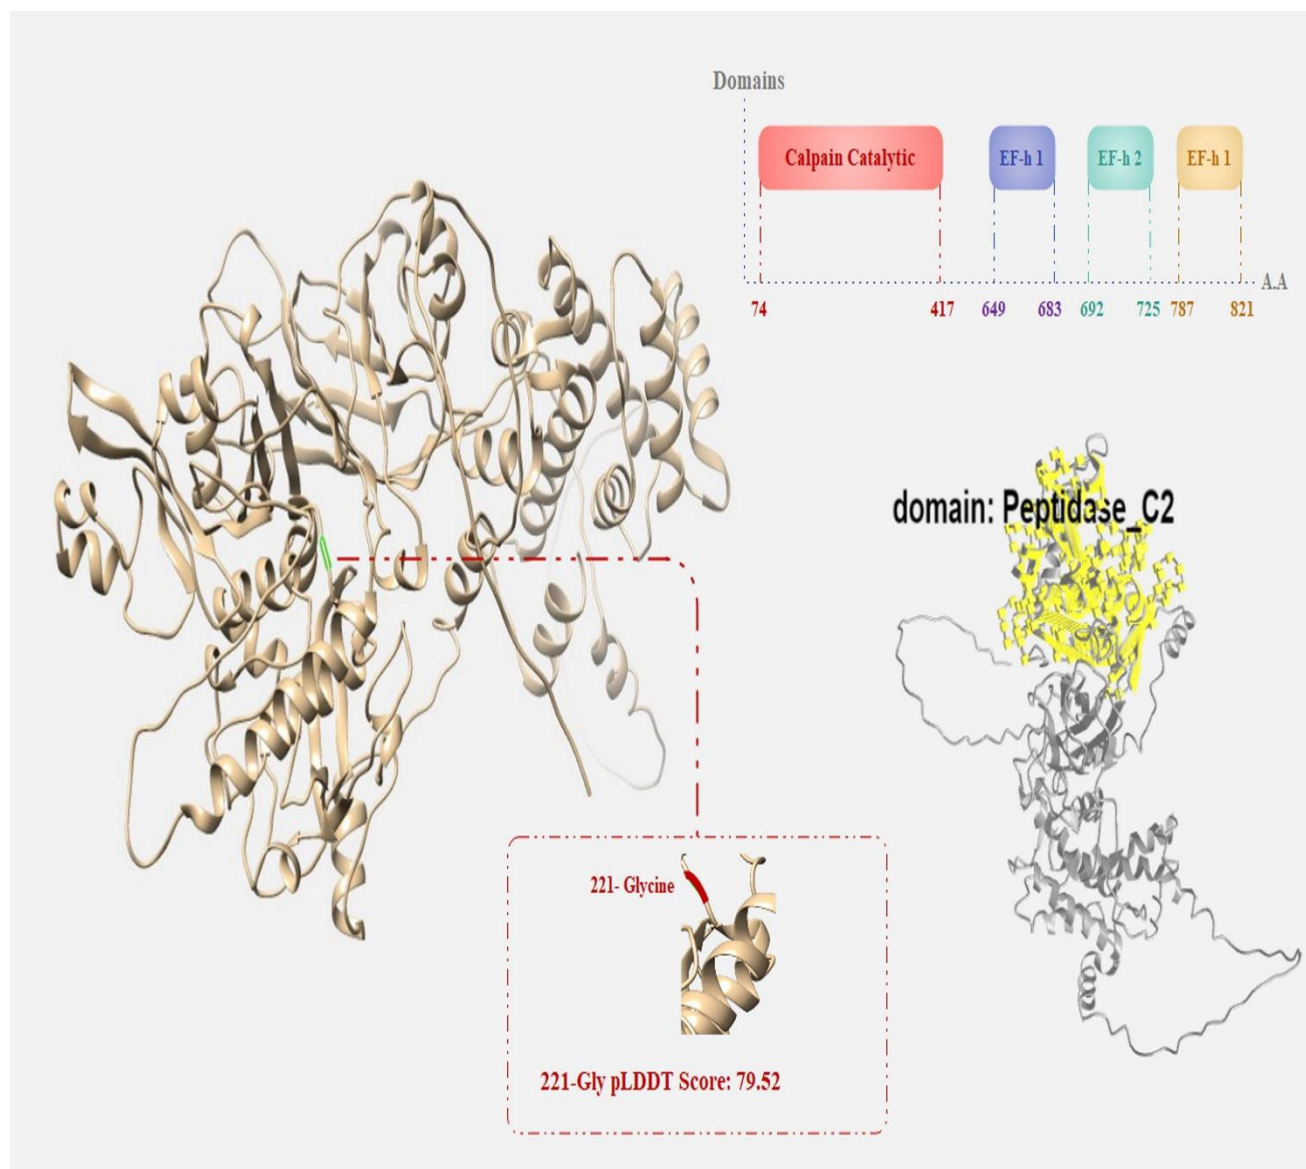 Domains
Calpain Catalytic
EF-h 1
EF-h 2
EF-h 1
A.A
74
417
649
683
692
725
787
821
domain: Peptidase_C2
221- Glycine
221-Gly pLDDT Score: 79.52